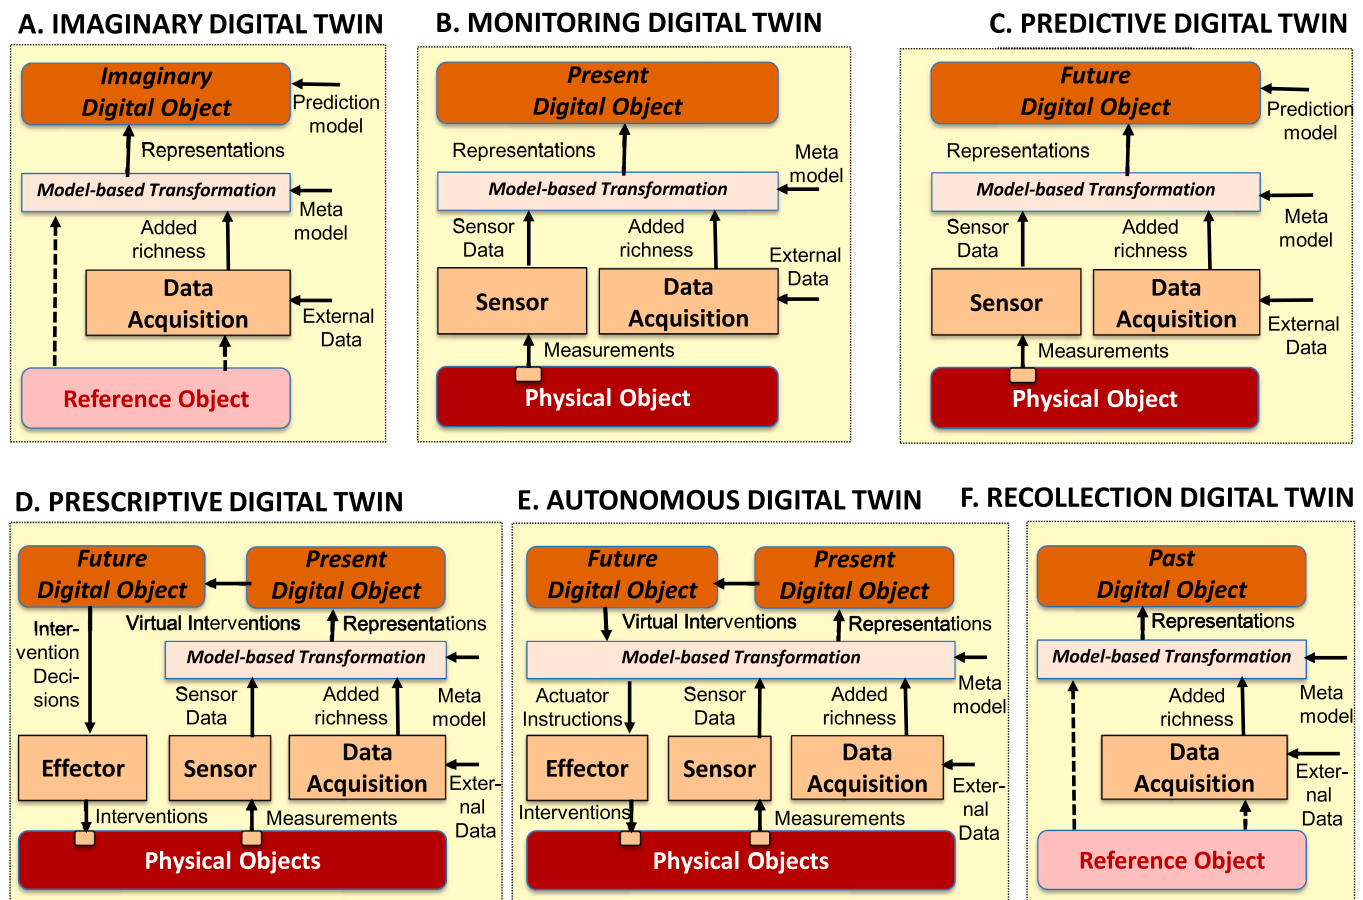 A. IMAGINARY DIGITAL TWIN
Imaginary
Digital Object
Prediction
model
Representations
Model-based Transformation
Meta
model
Added
richness
Data
Acquisition
External
Data
Reference Object
B. MONITORING DIGITAL TWIN
Present
Digital Object
Representations
Meta
model
Model-based Transformation
Sensor
Data
Added
richness
External
Data
Sensor
Data
Acquisition
Measurements
Physical Object
C. PREDICTIVE DIGITAL TWIN
Future
Digital Object
Prediction
model
Representations
Model-based Transformation
Meta
model
Sensor
Data
Added
richness
Sensor
Data
Acquisition
External
Data
Measurements
Physical Object
D. PRESCRIPTIVE DIGITAL TWIN
Future
Digital Object
Present
Digital Object
Inter-
vention
Deci-
sions
Virtual Interventions
Representations
Model-based Transformation
Sensor
Data
Added
richness
Meta
model
Effector
Sensor
Data
Acquisition
Exter-
nal
Data
Interventions
Measurements
Physical Objects
E. AUTONOMOUS DIGITAL TWIN
Future
Digital Object
Present
Digital Object
Virtual Interventions
Representations
Model-based Transformation
Meta
model
Actuator
Instructions
Sensor
Data
Added
richness
Effector
Sensor
Data
Acquisition
Exter-
nal
Data
Interventions
Measurements
Physical Objects
F. RECOLLECTION DIGITAL TWIN
Past
Digital Object
Representations
Model-based Transformation
Meta
model
Added
richness
Data
Acquisition
Exter-
nal
Data
Reference Object